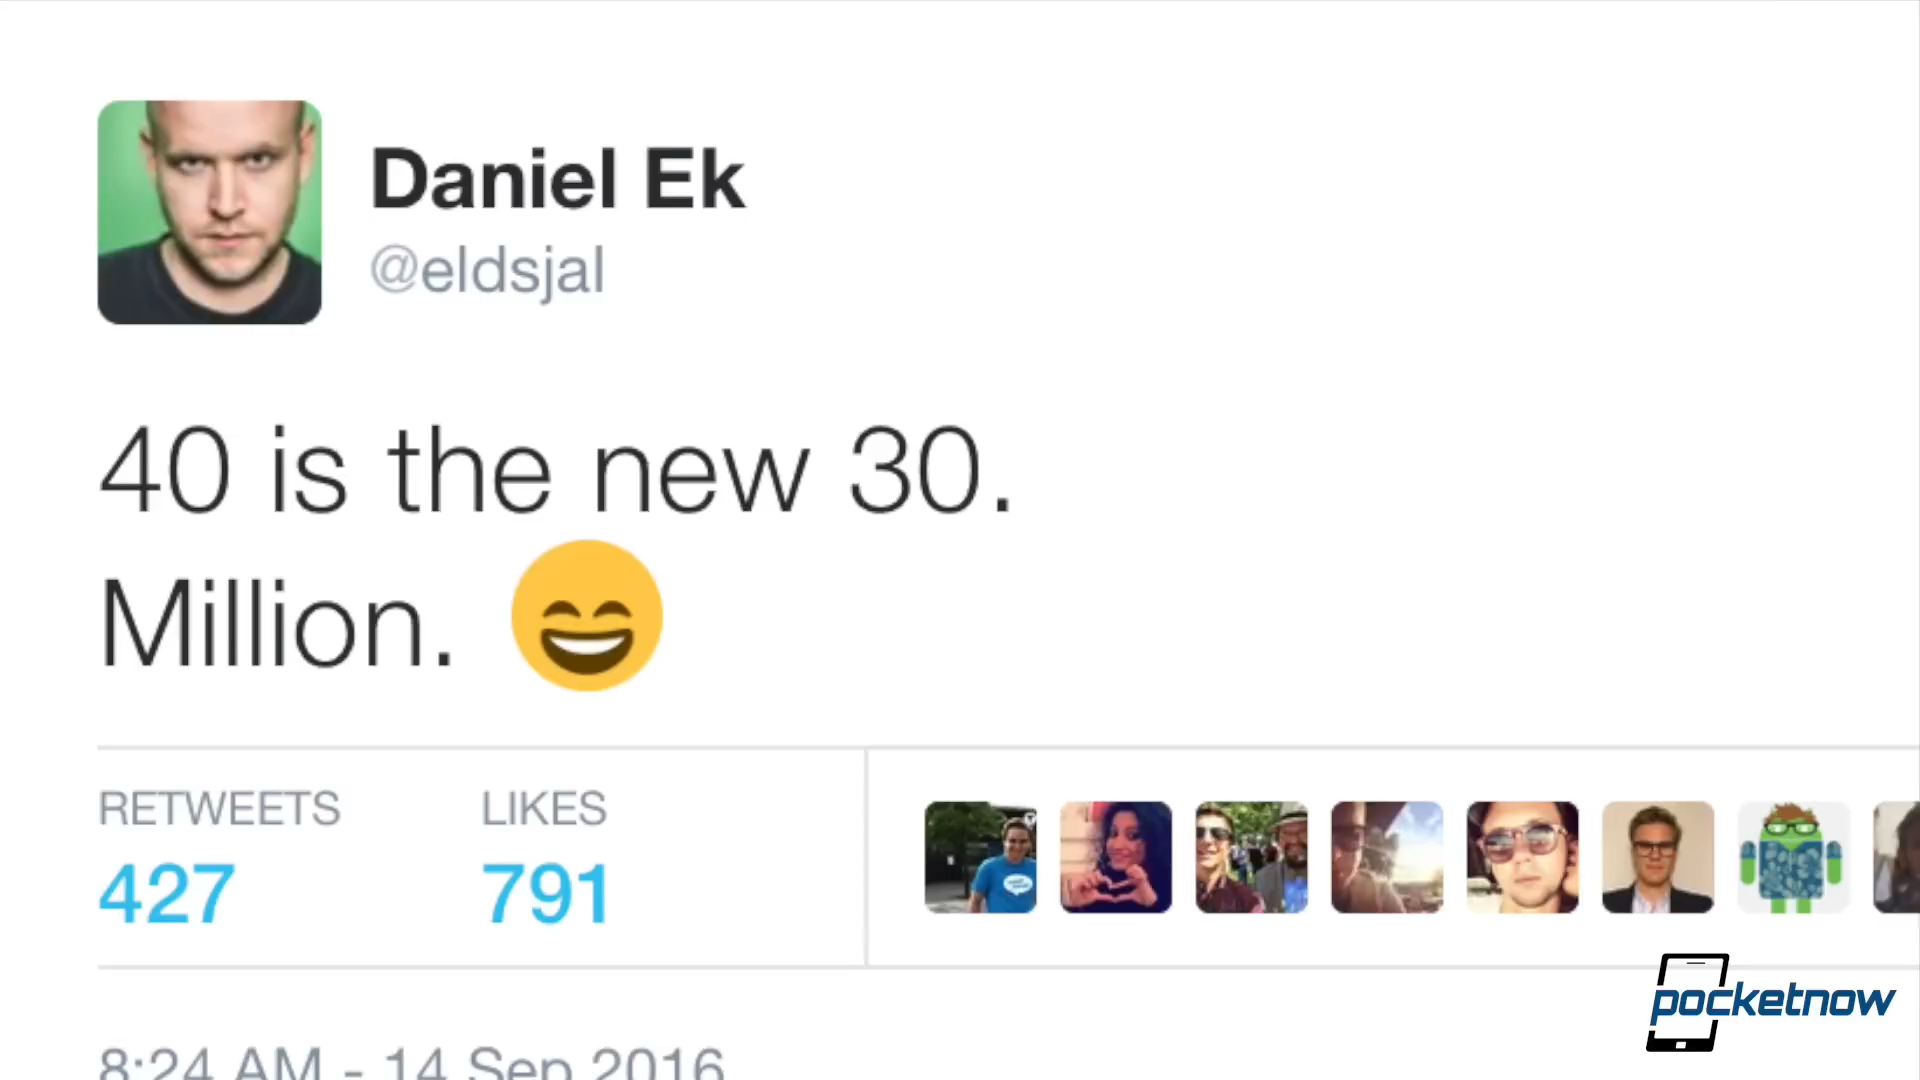 Daniel Ek
@eldsjal
40 is the new 30.
Million. 😄
RETWEETS LIKES
427 791
pocketnow
8:24 AM - 14 Sep 2016